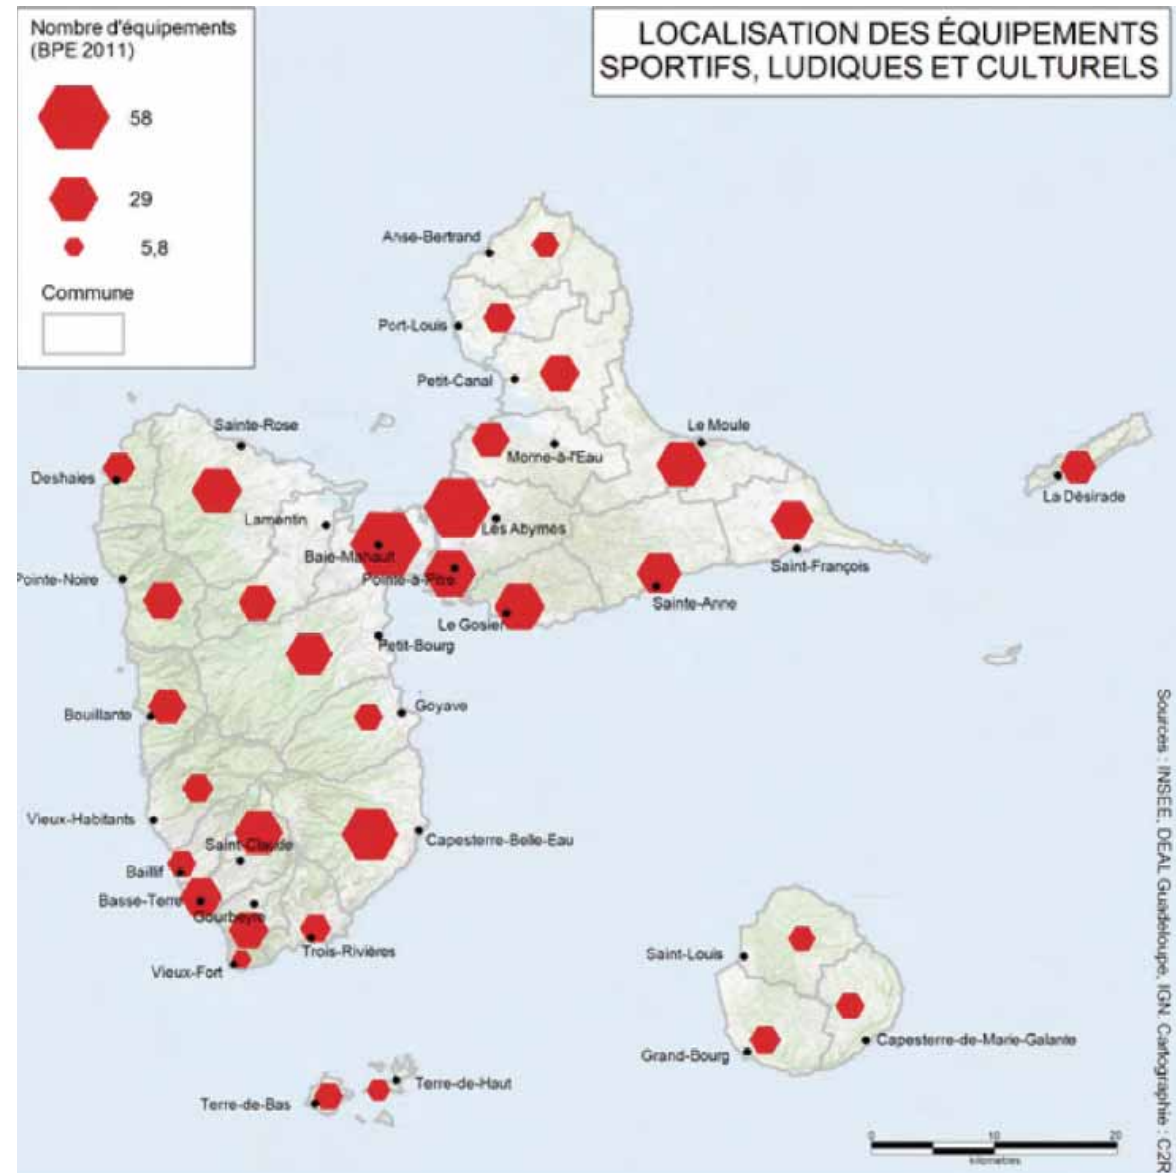 Nombre d'équipements
(BPE 2011)
58
29
5,8
Commune
LOCALISATION DES ÉQUIPEMENTS
SPORTIFS, LUDIQUES ET CULTURELS
Anse-Bertrand
Port-Louis
Petit-Canal
Sainte-Rose
Le Moule
Morne-à-l'Eau
Deshaies
La Désirade
Lamentin
Les Abymes
Baie-Mahault
Saint-François
Pointe-Noire
Pointe-à-Pitre
Sainte-Anne
Le Gosier
Petit-Bourg
Goyave
Bouillante
Vieux-Habitants
Capesterre-Belle-Eau
Saint-Claude
Baillif
Basse-Terre
Gourbeyre
Trois-Rivières
Vieux-Fort
Saint-Louis
Capesterre-de-Marie-Galante
Grand-Bourg
Terre-de-Haut
Terre-de-Bas
0 10 20
kilomètres
Sources : INSEE, DEAL Guadeloupe, IGN. Cartographie : C2R